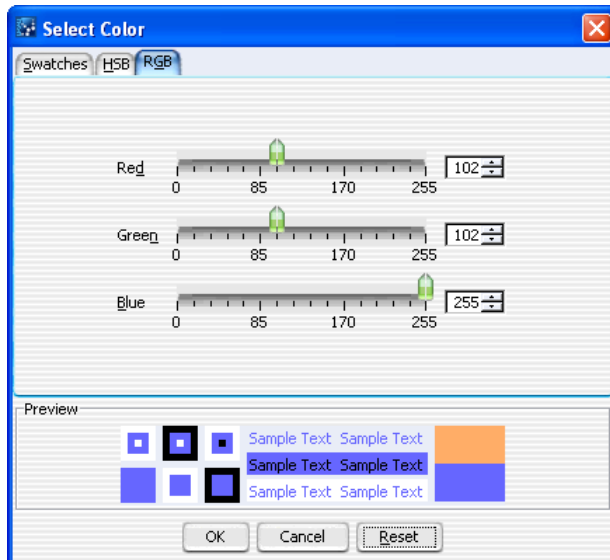 Select Color
Swatches HSB RGB
Red 102
0 85 170 255
Green 102
0 85 170 255
Blue 255
0 85 170 255
Preview
Sample Text Sample Text
Sample Text Sample Text
Sample Text Sample Text
OK Cancel Reset